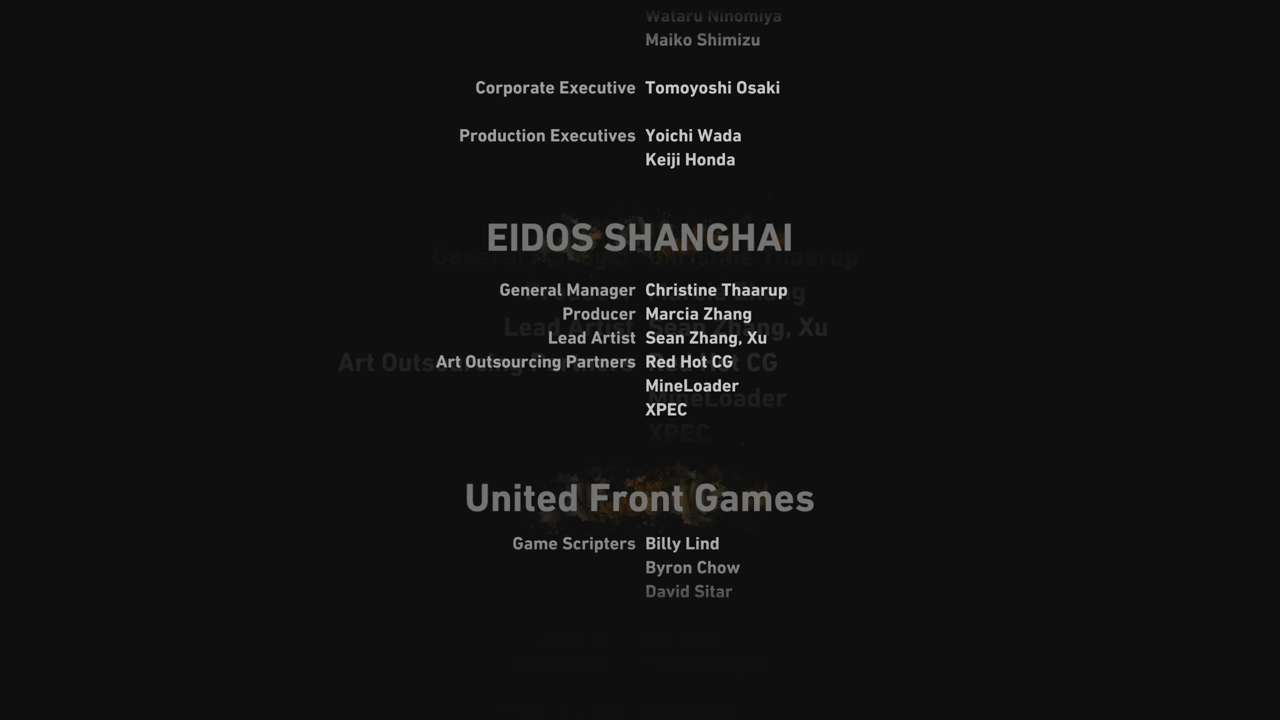 Wataru Ninomiya
Maiko Shimizu
Corporate Executive Tomoyoshi Osaki
Production Executives Yoichi Wada
Keiji Honda
EIDOS SHANGHAI
General Manager Christine Thaarup
Producer Marcia Zhang
Lead Artist Sean Zhang, Xu
Art Outsourcing Partners Red Hot CG
MineLoader
XPEC
United Front Games
Game Scripters Billy Lind
Byron Chow
David Sitar